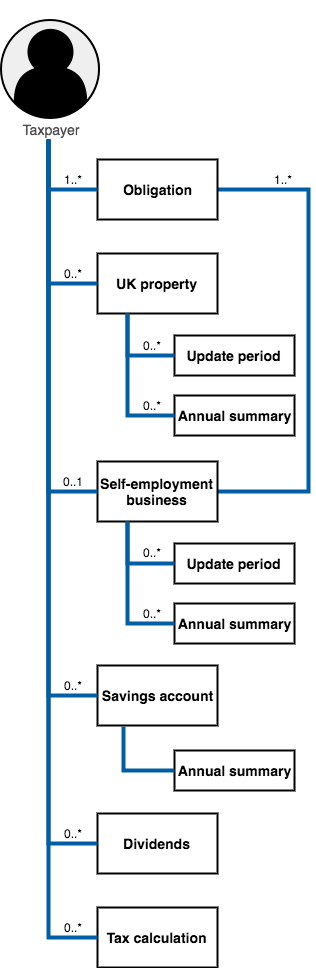 Taxpayer
1..*
1..*
Obligation
0..*
UK property
0..*
Update period
0..*
Annual summary
0..1
Self-employment
business
0..*
Update period
0..*
Annual summary
0..*
Savings account
Annual summary
0..*
Dividends
0..*
Tax calculation